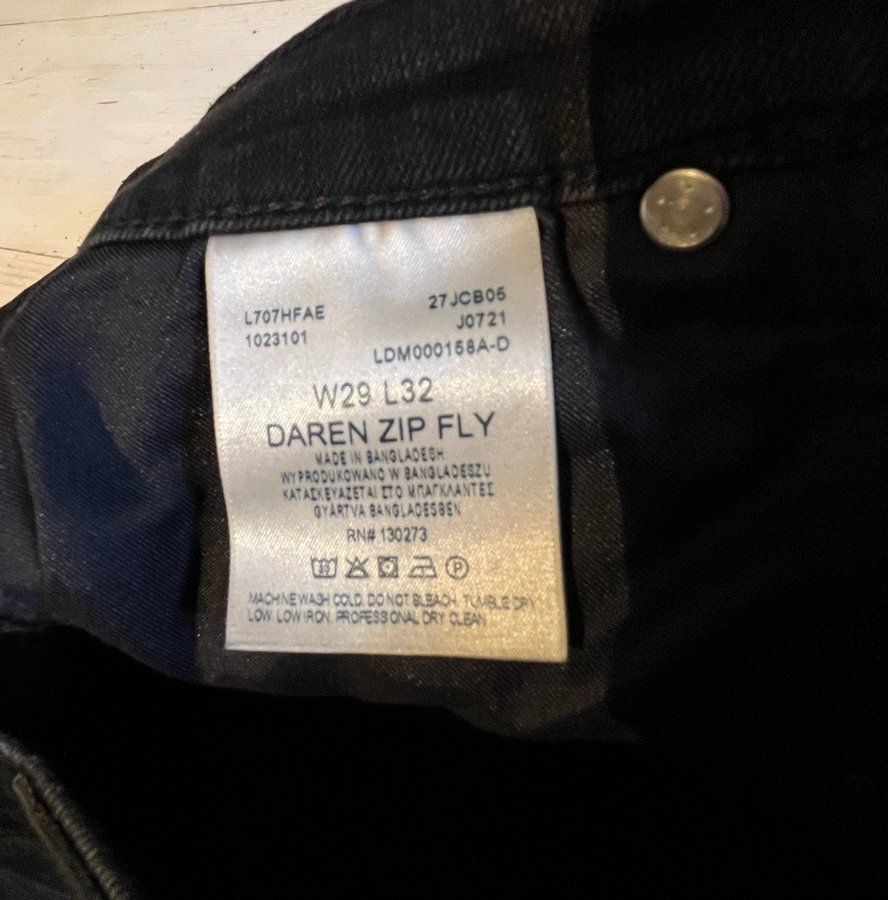 L707HFAE
1023101
27JCB05
J0721
LDM000158A-D
W29 L32
DAREN ZIP FLY
MADE IN BANGLADESH
WYPRODUKOWANO W BANGLADESZU
ΚΑΤΑΣΚΕΥΑΖΕΤΑΙ ΣΤΟ ΜΠΑΓΚΛΑΝΤΕΣ
GYÁRTVA BANGLADESBEN
RN# 130273
MACHINE WASH COLD. DO NOT BLEACH. TUMBLE DRY
LOW. LOW IRON. PROFESSIONAL DRY CLEAN